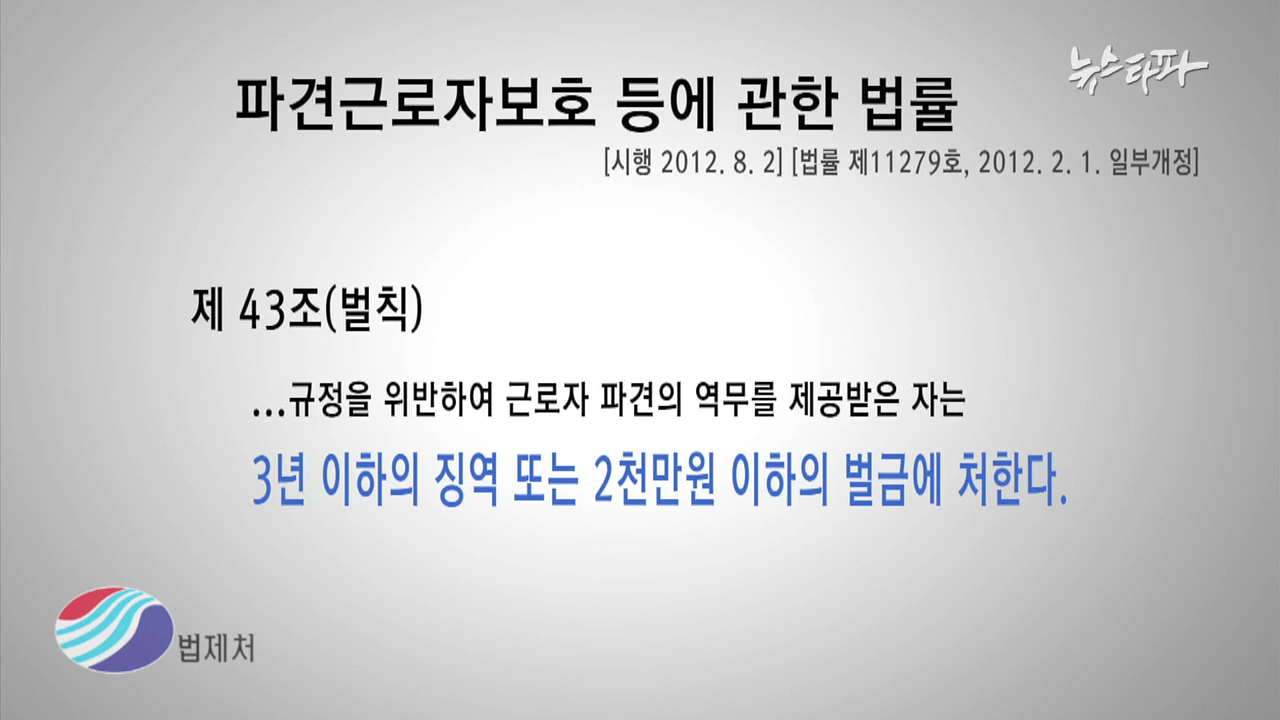 뉴스타파
파견근로자보호 등에 관한 법률
[시행 2012. 8. 2] [법률 제11279호, 2012. 2. 1. 일부개정]
제 43조(벌칙)
...규정을 위반하여 근로자 파견의 역무를 제공받은 자는
3년 이하의 징역 또는 2천만원 이하의 벌금에 처한다.
법제처